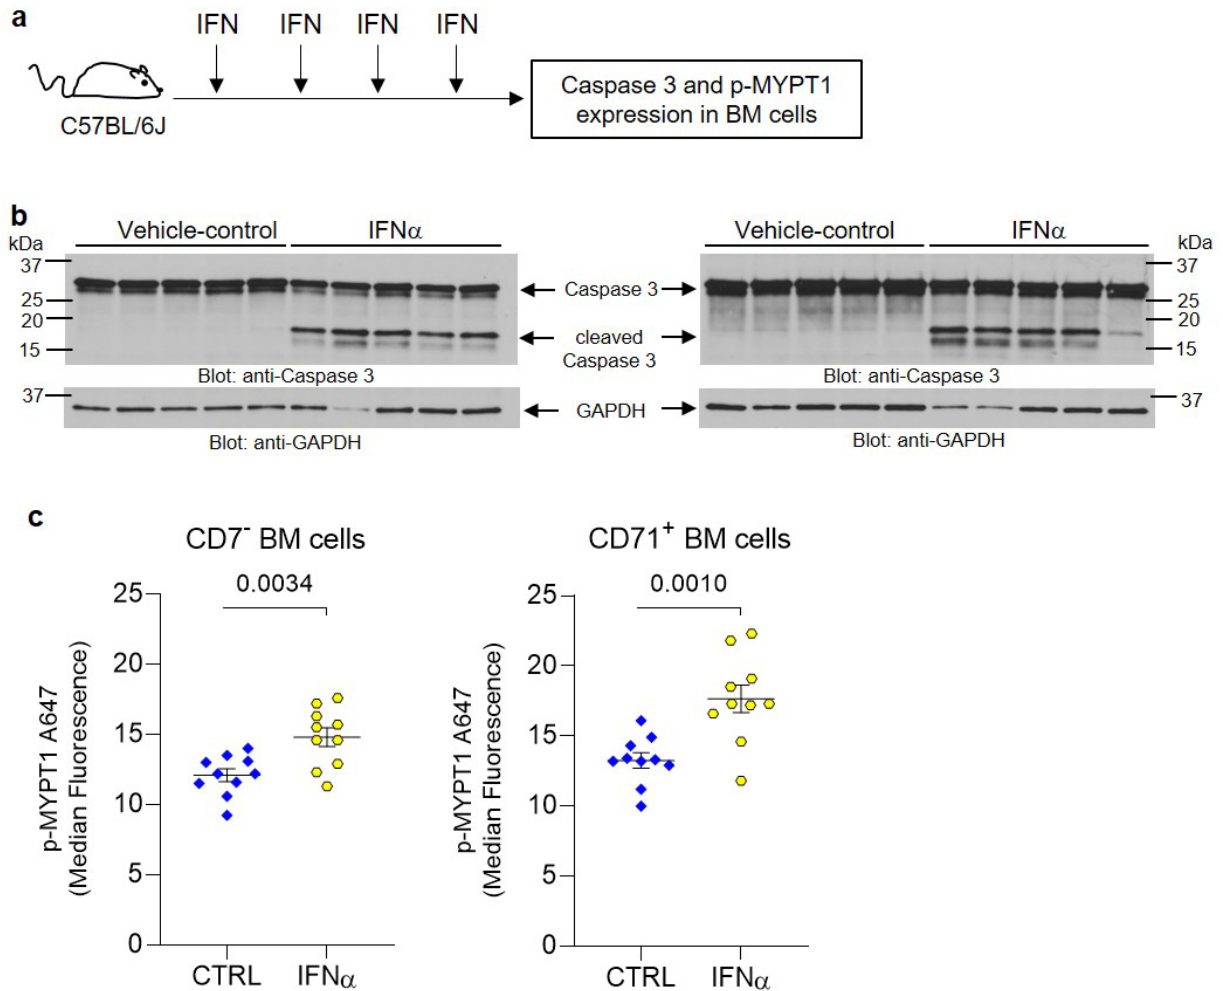 a
IFN IFN IFN IFN
C57BL/6J
Caspase 3 and p-MYPT1
expression in BM cells
b
Vehicle-control IFNα
kDa
37
25
20
15
Blot: anti-Caspase 3
37
Blot: anti-GAPDH
Caspase 3
cleaved
Caspase 3
GAPDH
Vehicle-control IFNα
kDa
37
25
20
15
Blot: anti-Caspase 3
37
Blot: anti-GAPDH
c
CD7- BM cells
0.0034
p-MYPT1 A647
(Median Fluorescence)
25
20
15
10
5
0
CTRL IFNα
CD71+ BM cells
0.0010
p-MYPT1 A647
(Median Fluorescence)
25
20
15
10
5
0
CTRL IFNα